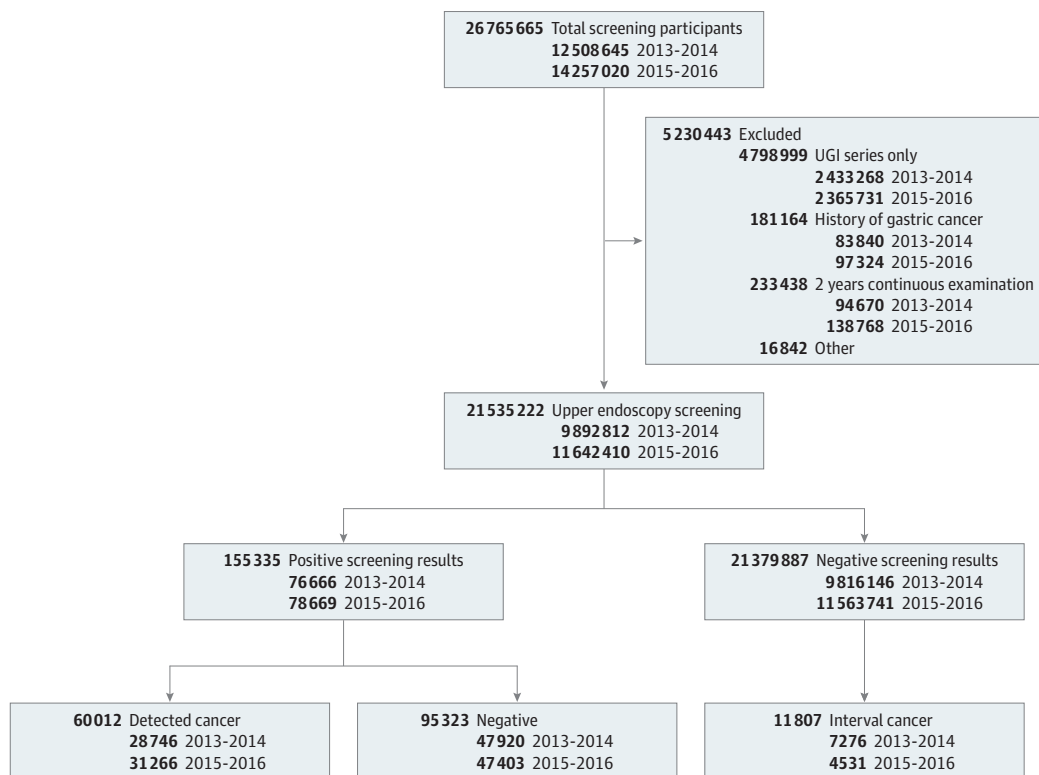 26765665 Total screening participants
12508645 2013-2014
14257020 2015-2016
5230443 Excluded
4798999 UGI series only
2433268 2013-2014
2365731 2015-2016
181164 History of gastric cancer
83840 2013-2014
97324 2015-2016
233438 2 years continuous examination
94670 2013-2014
138768 2015-2016
16842 Other
21535222 Upper endoscopy screening
9892812 2013-2014
11642410 2015-2016
155335 Positive screening results
76666 2013-2014
78669 2015-2016
21379887 Negative screening results
9816146 2013-2014
11563741 2015-2016
60012 Detected cancer
28746 2013-2014
31266 2015-2016
95323 Negative
47920 2013-2014
47403 2015-2016
11807 Interval cancer
7276 2013-2014
4531 2015-2016